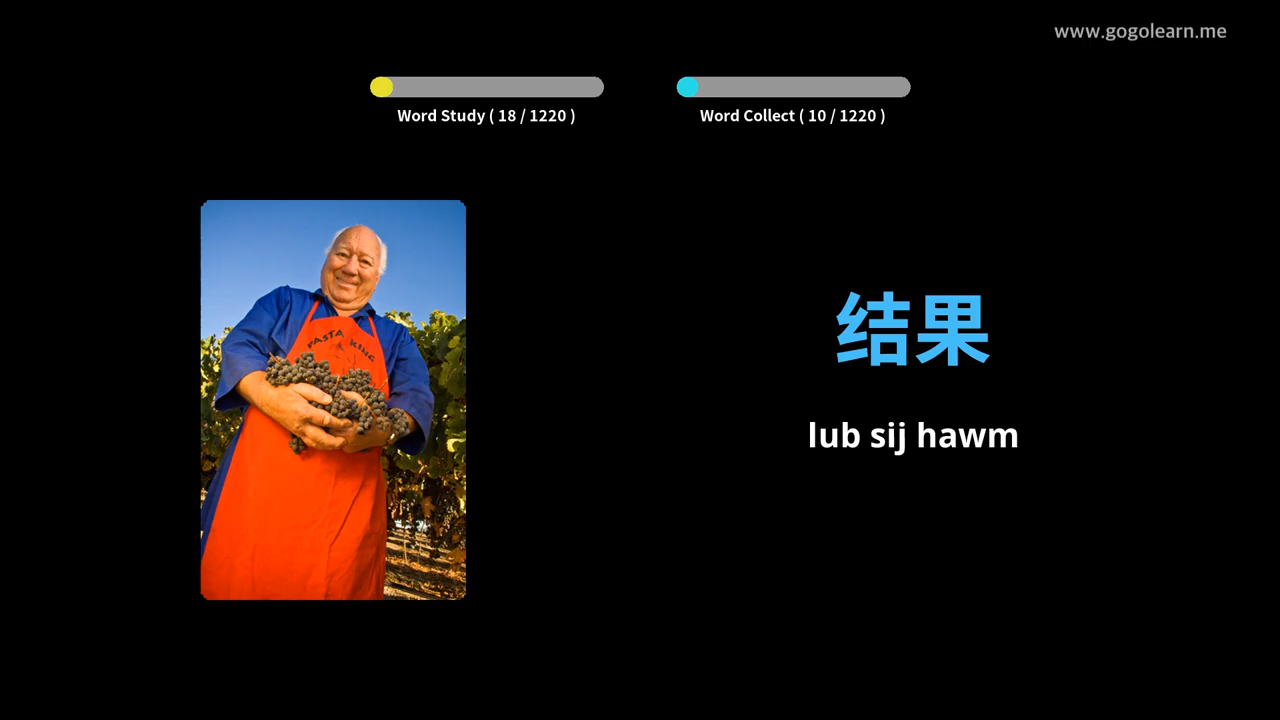 www.gogolearn.me
Word Study ( 18 / 1220 )
Word Collect ( 10 / 1220 )
PASTA KING
结果
lub sij hawm